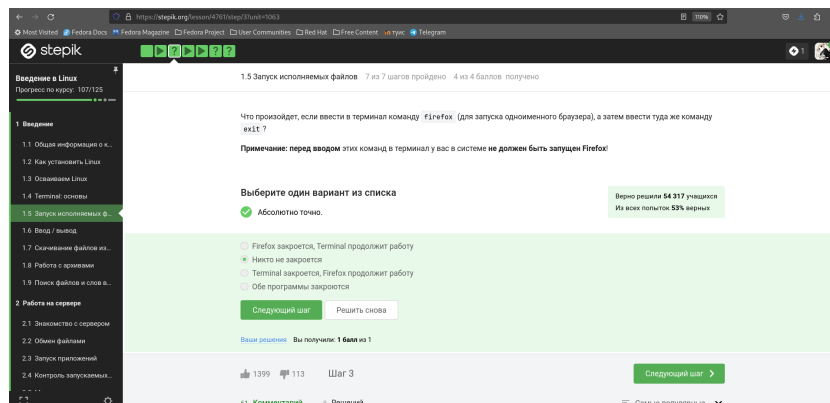 https://stepik.org/lesson/4761/step/3?unit=1063
110%
Most Visited Fedora Docs Fedora Magazine Fedora Project User Communities Red Hat Free Content Telegram
stepik
1
Введение в Linux
Прогресс по курсу: 107/125
1 Введение
1.1 Общая информация о к...
1.2 Как установить Linux
1.3 Осваиваем Linux
1.4 Terminal: основы
1.5 Запуск исполняемых ф...
1.6 Ввод / вывод
1.7 Скачивание файлов из...
1.8 Работа с архивами
1.9 Поиск файлов и слов в...
2 Работа на сервере
2.1 Знакомство с сервером
2.2 Обмен файлами
2.3 Запуск приложений
2.4 Контроль запускаемых...
1.5 Запуск исполняемых файлов 7 из 7 шагов пройдено 4 из 4 баллов получено
Что произойдет, если ввести в терминал команду firefox (для запуска одноименного браузера), а затем ввести туда же команду
exit ?
Примечание: перед вводом этих команд в терминал у вас в системе не должен быть запущен Firefox!
Выберите один вариант из списка
Абсолютно точно.
Верно решили 54 317 учащихся
Из всех попыток 53% верных
Firefox закроется, Terminal продолжит работу
Никто не закроется
Terminal закроется, Firefox продолжит работу
Обе программы закроются
Следующий шаг Решить снова
Ваши решения Вы получили: 1 балл из 1
1399 113 Шаг 3 Следующий шаг